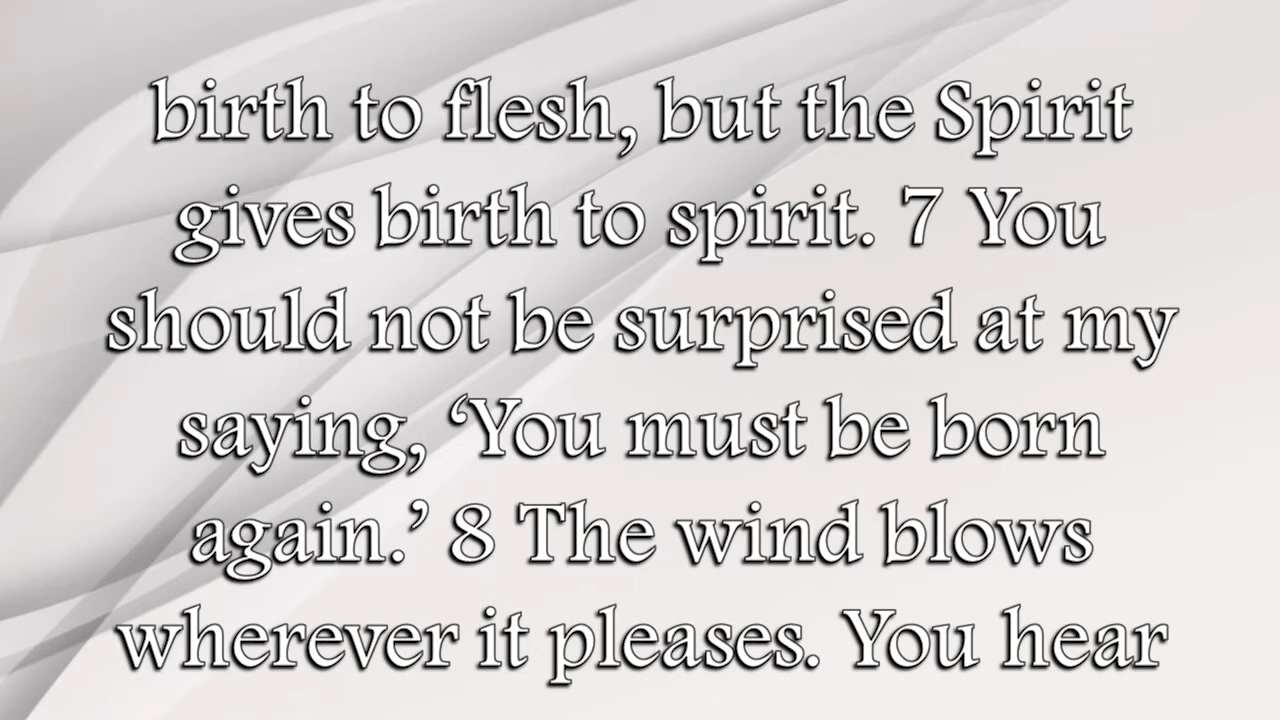 birth to flesh, but the Spirit
gives birth to spirit. 7 You
should not be surprised at my
saying, ‘You must be born
again.’ 8 The wind blows
wherever it pleases. You hear